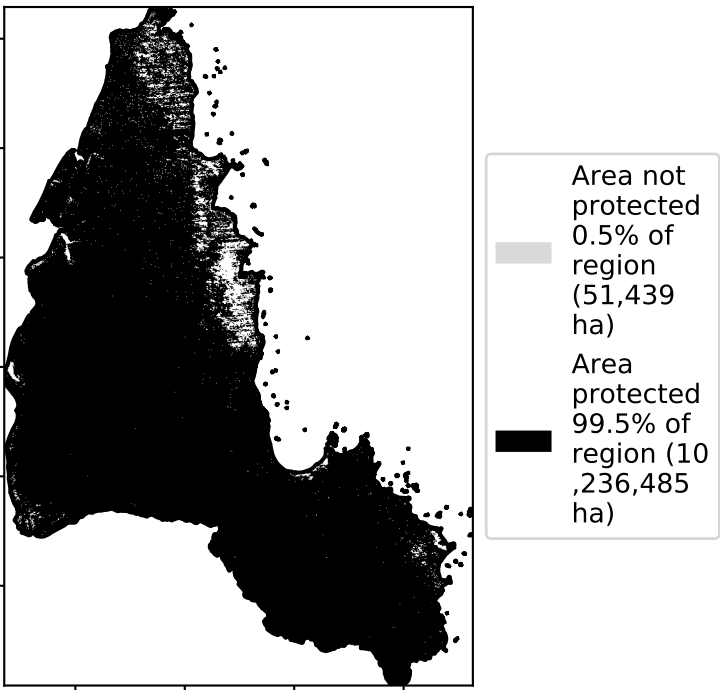 Area not
protected
0.5% of
region
(51,439
ha)
Area
protected
99.5% of
region (10
,236,485
ha)